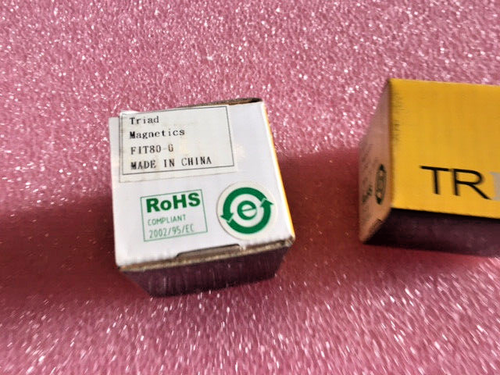 Triad
Magnetics
FIT80-6
MADE IN CHINA
RoHS
COMPLIANT
2002/95/EC
e
TR